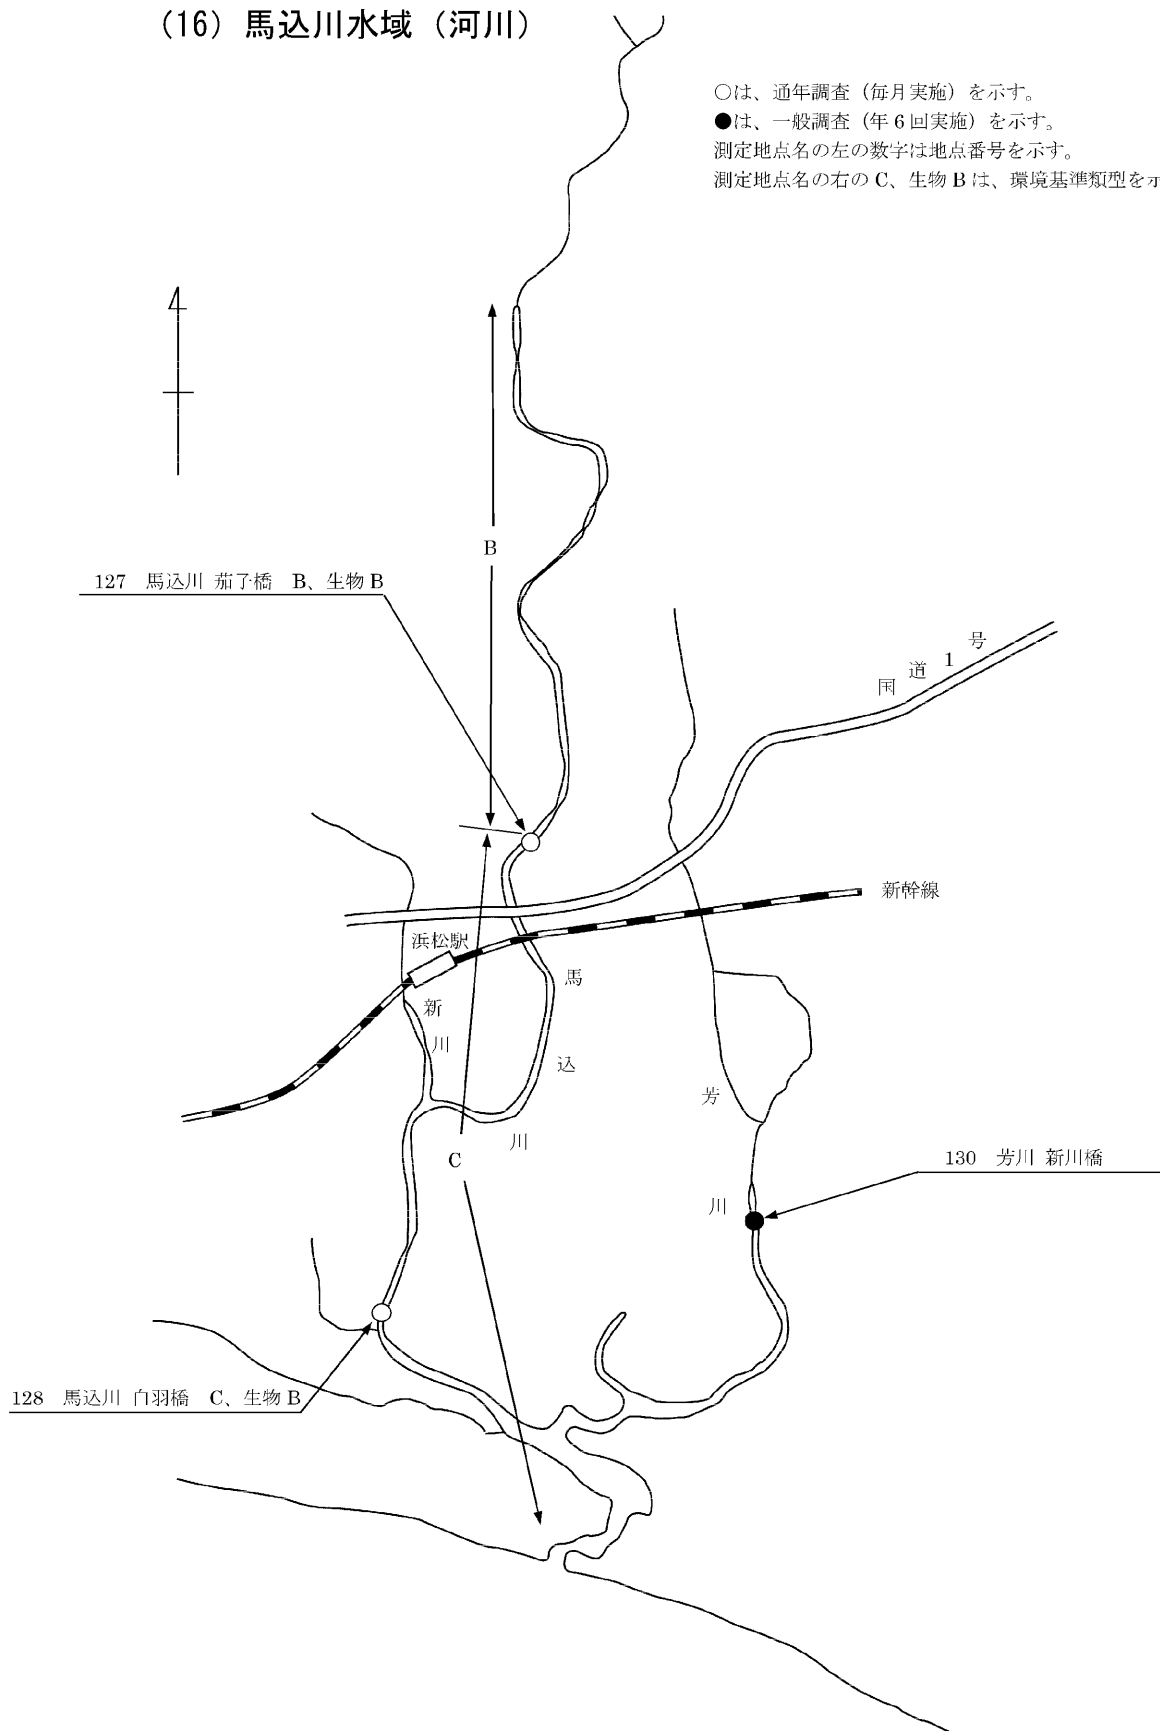 (16) 馬込川水域（河川）
○は、通年調査（毎月実施）を示す。
●は、一般調査（年6回実施）を示す。
測定地点名の左の数字は地点番号を示す。
測定地点名の右のC、生物Bは、環境基準類型を示
B
127 馬込川 茄子橋 B、生物B
国道1号
新幹線
浜松駅
新川
馬込川
芳川
C
130 芳川 新川橋
128 馬込川 白羽橋 C、生物B